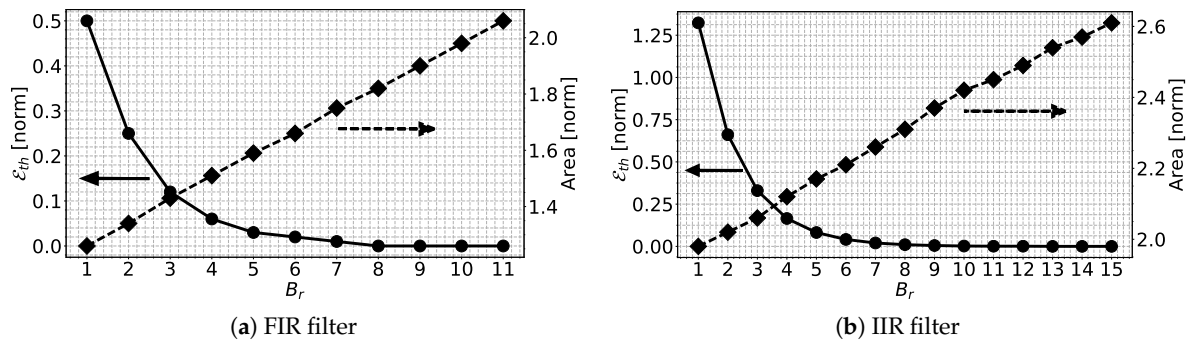 0.5
0.4
0.3
0.2
0.1
0.0
ℰth [norm]
2.0
1.8
1.6
1.4
Area [norm]
1 2 3 4 5 6 7 8 9 10 11
Br
(a) FIR filter
1.25
1.00
0.75
0.50
0.25
0.00
ℰth [norm]
2.6
2.4
2.2
2.0
Area [norm]
1 2 3 4 5 6 7 8 9 10 11 12 13 14 15
Br
(b) IIR filter